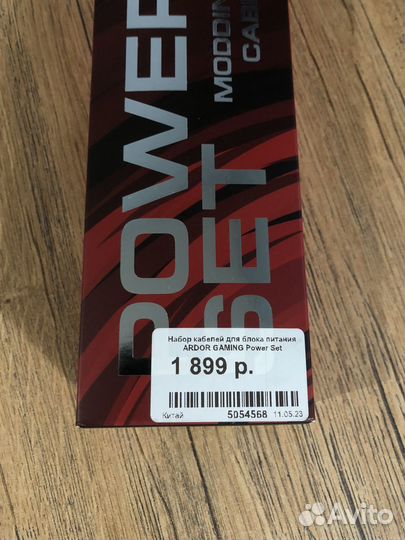 POWER
SET
MODDIN
CABL
Набор кабелей для блока питания
ARDOR GAMING Power Set
1 899 р.
Китай 5054568 11.05.23
Avito